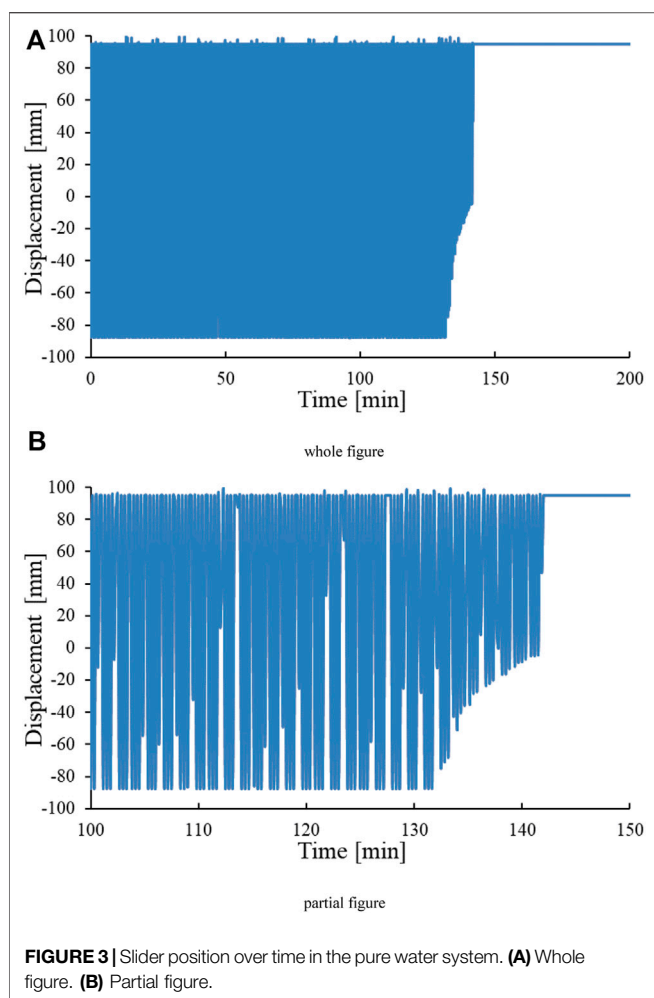 A
100
80
60
40
20
0
-20
-40
-60
-80
-100
Displacement [mm]
0 50 100 150 200
Time [min]
whole figure
B
100
80
60
40
20
0
-20
-40
-60
-80
-100
Displacement [mm]
100 110 120 130 140 150
Time [min]
partial figure
FIGURE 3 | Slider position over time in the pure water system. (A) Whole
figure. (B) Partial figure.